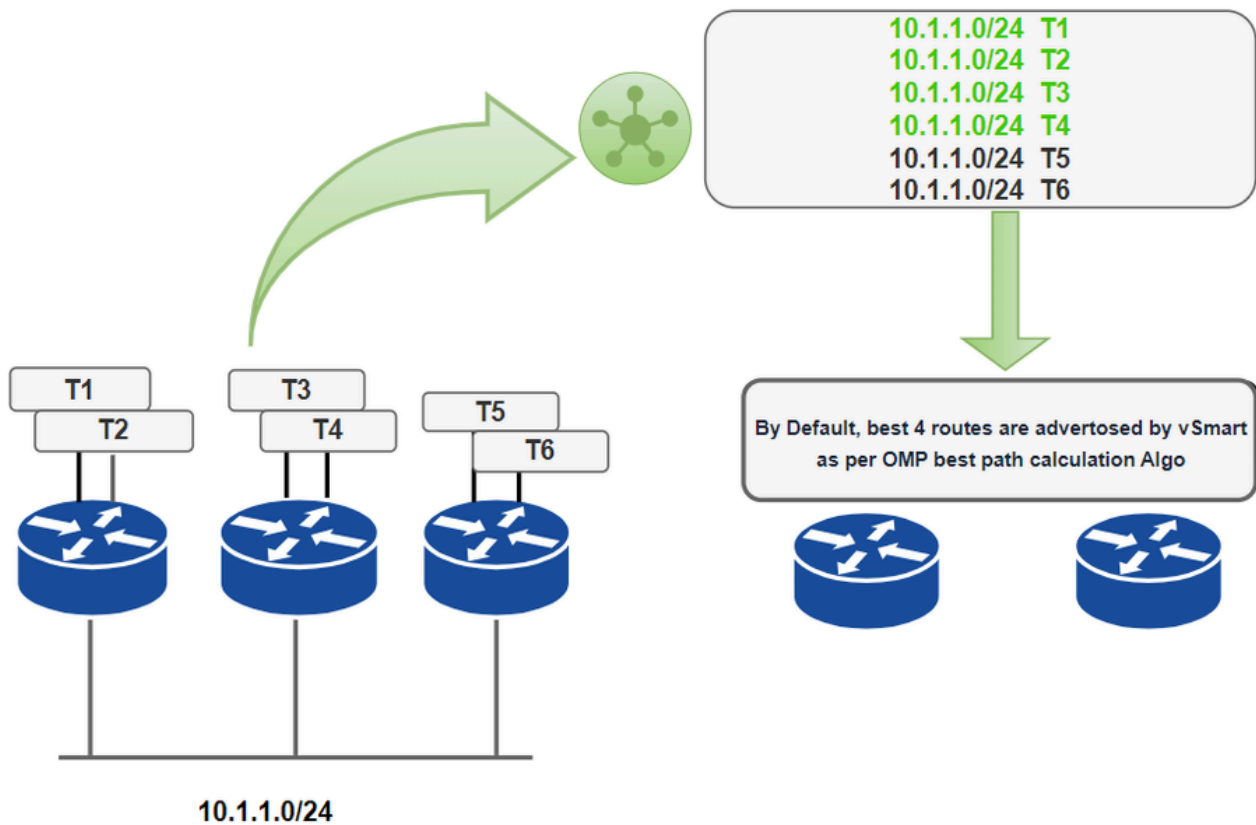 10.1.1.0/24 T1
10.1.1.0/24 T2
10.1.1.0/24 T3
10.1.1.0/24 T4
10.1.1.0/24 T5
10.1.1.0/24 T6
T1
T2
T3
T4
T5
T6
By Default, best 4 routes are advertosed by vSmart
as per OMP best path calculation Algo
10.1.1.0/24